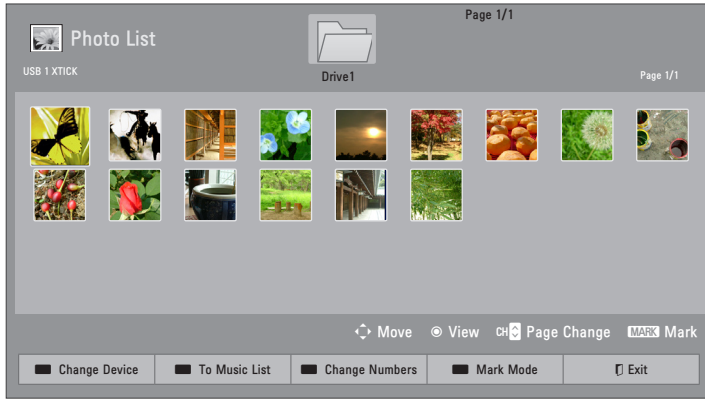 Page 1/1
Photo List
USB 1 XTICK
Drive1
Page 1/1
Move View CH Page Change MARK Mark
Change Device To Music List Change Numbers Mark Mode Exit